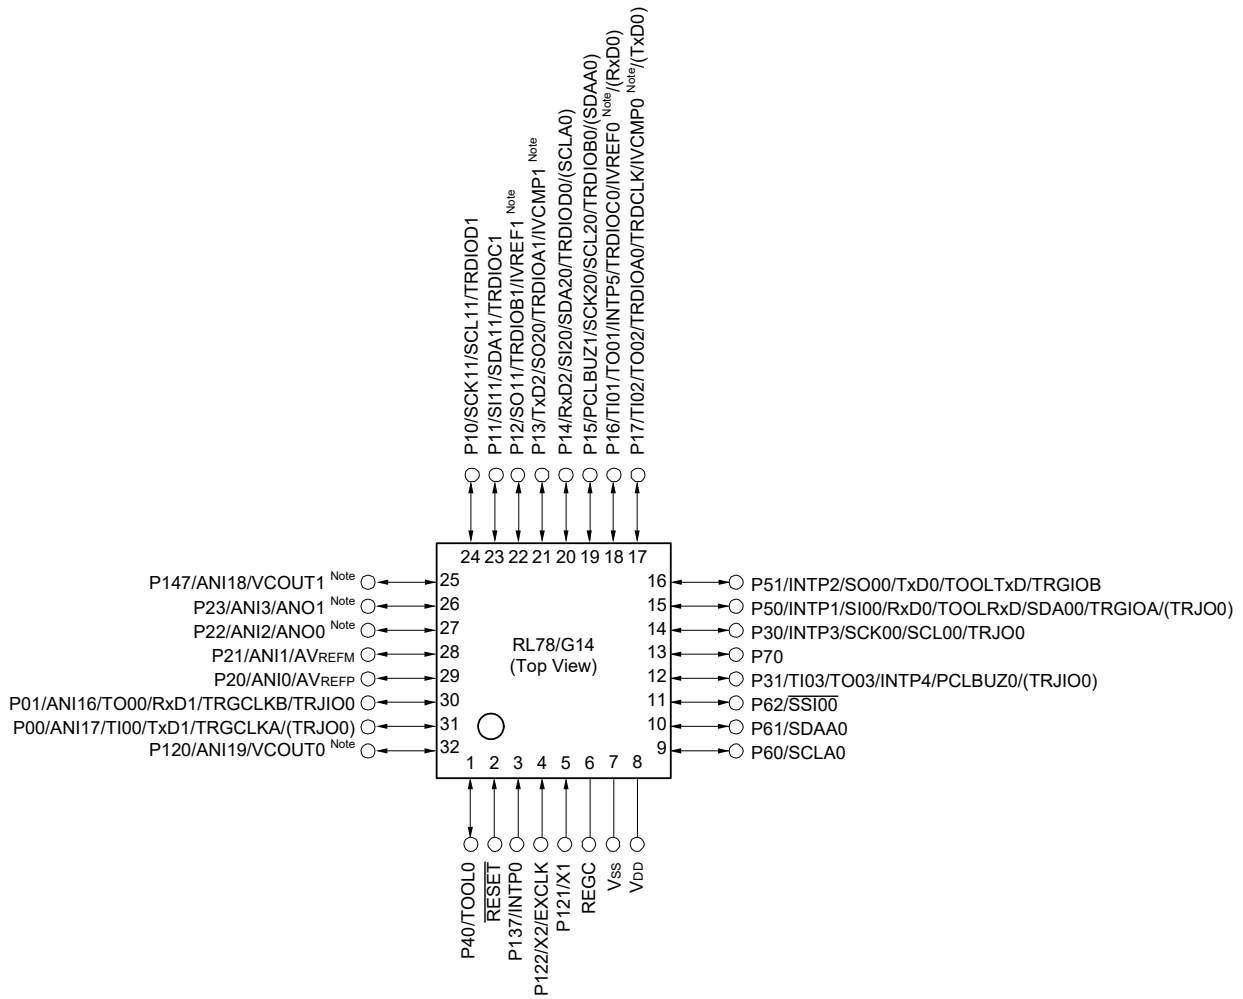 P10/SCK11/SCL11/TRDIOD1
P11/SI11/SDA11/TRDIOC1
P12/SO11/TRDIOB1/IVREF1 Note
P13/TxD2/SO20/TRDIOA1/IVCMP1 Note
P14/RxD2/SI20/SDA20/TRDIOD0/(SCLA0)
P15/PCLBUZ1/SCK20/SCL20/TRDIOB0/(SDAA0)
P16/TI01/TO01/INTP5/TRDIOC0/IVREF0 Note/(RxD0)
P17/TI02/TO02/TRDIOA0/TRDCLK/IVCMP0 Note/(TxD0)
24 23 22 21 20 19 18 17
P147/ANI18/VCOUT1 Note 25
P23/ANI3/ANO1 Note 26
P22/ANI2/ANO0 Note 27
P21/ANI1/AVREFM 28
P20/ANI0/AVREFP 29
P01/ANI16/TO00/RxD1/TRGCLKB/TRJIO0 30
P00/ANI17/TI00/TxD1/TRGCLKA/(TRJO0) 31
P120/ANI19/VCOUT0 Note 32
RL78/G14
(Top View)
16 P51/INTP2/SO00/TxD0/TOOLTxD/TRGIOB
15 P50/INTP1/SI00/RxD0/TOOLRxD/SDA00/TRGIOA/(TRJO0)
14 P30/INTP3/SCK00/SCL00/TRJO0
13 P70
12 P31/TI03/TO03/INTP4/PCLBUZ0/(TRJIO0)
11 P62/SSI00
10 P61/SDAA0
9 P60/SCLA0
1 2 3 4 5 6 7 8
P40/TOOL0
RESET
P137/INTP0
P122/X2/EXCLK
P121/X1
REGC
VSS
VDD